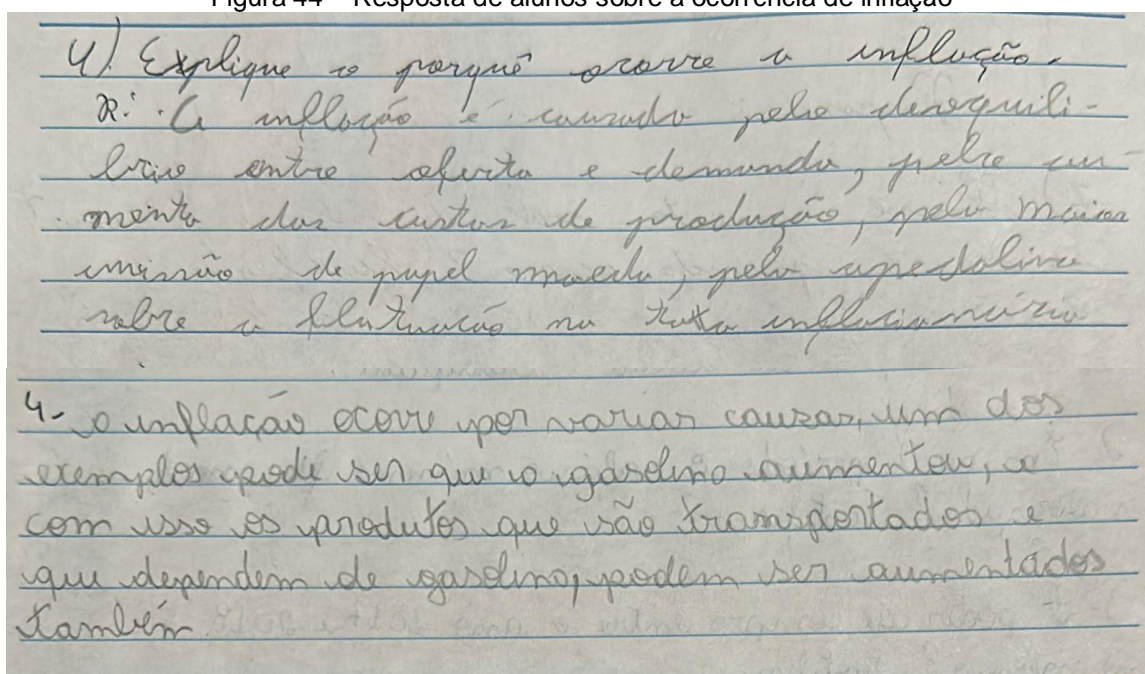 Figura 44 – Resposta de alunos sobre a ocorrência de inflação
4) Explique o porquê ocorre a inflação.
R: A inflação é causada pelo desequilí-
brio entre oferta e demanda, pelo au-
mento dos custos de produção, pela maior
emissão de papel moeda, pela
sobre a flutuação na taxa inflacionária
4- a inflação ocorre por varias causas, um dos
exemplos pode ser que a gasolina aumentou, e
com isso os produtos que são transportados e
que dependem de gasolina, podem ser aumentados
também